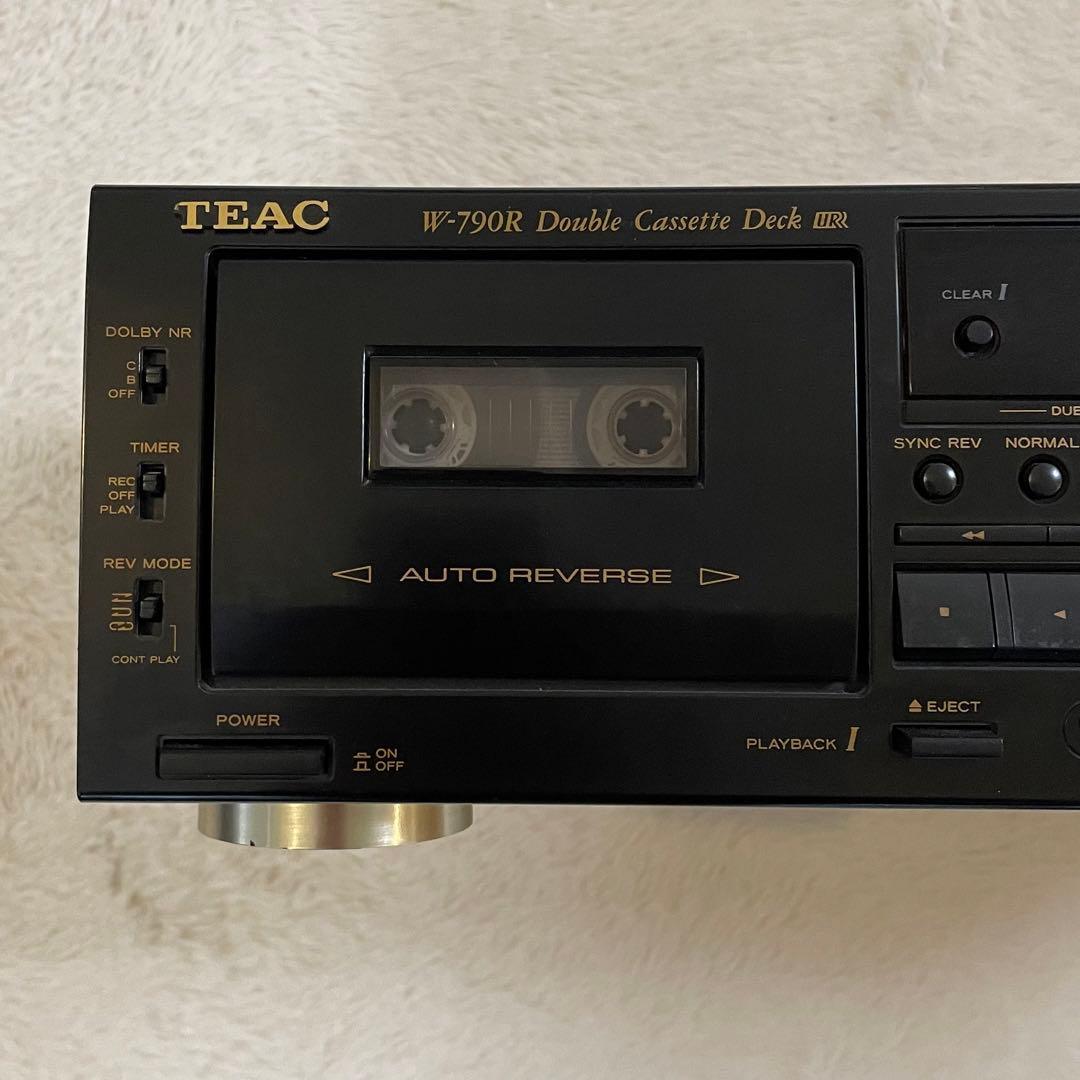 TEAC
W-790R Double Cassette Deck
CLEAR I
DOLBY NR
C
B
OFF
TIMER
REC
OFF
PLAY
REV MODE
CONT PLAY
AUTO REVERSE
SYNC REV
NORMAL
POWER
ON
OFF
PLAYBACK I
EJECT